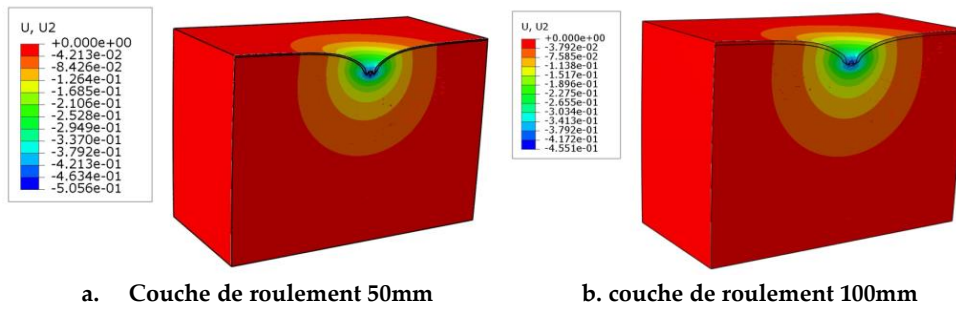 U, U2
+0.000e+00
-4.213e-02
-8.426e-02
-1.264e-01
-1.685e-01
-2.106e-01
-2.528e-01
-2.949e-01
-3.370e-01
-3.792e-01
-4.213e-01
-4.634e-01
-5.056e-01
U, U2
+0.000e+00
-3.792e-02
-7.585e-02
-1.138e-01
-1.517e-01
-1.896e-01
-2.275e-01
-2.655e-01
-3.034e-01
-3.413e-01
-3.792e-01
-4.172e-01
-4.551e-01
a. Couche de roulement 50mm
b. couche de roulement 100mm